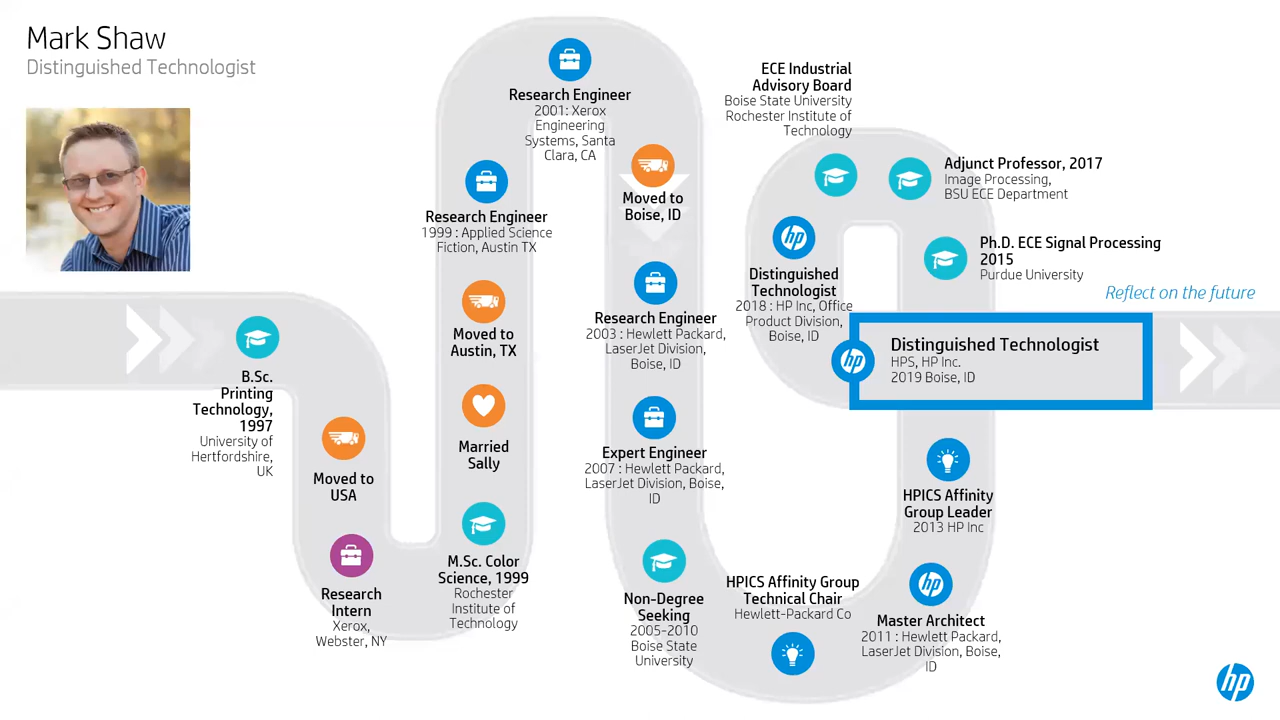 Mark Shaw
Distinguished Technologist
B.Sc.
Printing
Technology,
1997
University of
Hertfordshire,
UK
Moved to
USA
Research
Intern
Xerox,
Webster, NY
M.Sc. Color
Science, 1999
Rochester
Institute of
Technology
Married
Sally
Moved to
Austin, TX
Research Engineer
1999 : Applied Science
Fiction, Austin TX
Research Engineer
2001: Xerox
Engineering
Systems, Santa
Clara, CA
Moved to
Boise, ID
Research Engineer
2003 : Hewlett Packard,
LaserJet Division,
Boise, ID
Expert Engineer
2007 : Hewlett Packard,
LaserJet Division, Boise,
ID
Non-Degree
Seeking
2005-2010
Boise State
University
HPICS Affinity Group
Technical Chair
Hewlett-Packard Co
hp
Master Architect
2011 : Hewlett Packard,
LaserJet Division, Boise,
ID
HPICS Affinity
Group Leader
2013 HP Inc
Ph.D. ECE Signal Processing
2015
Purdue University
Adjunct Professor, 2017
Image Processing,
BSU ECE Department
ECE Industrial
Advisory Board
Boise State University
Rochester Institute of
Technology
hp
Distinguished
Technologist
2018 : HP Inc, Office
Product Division,
Boise, ID
Reflect on the future
hp
Distinguished Technologist
HPS, HP Inc.
2019 Boise, ID
hp